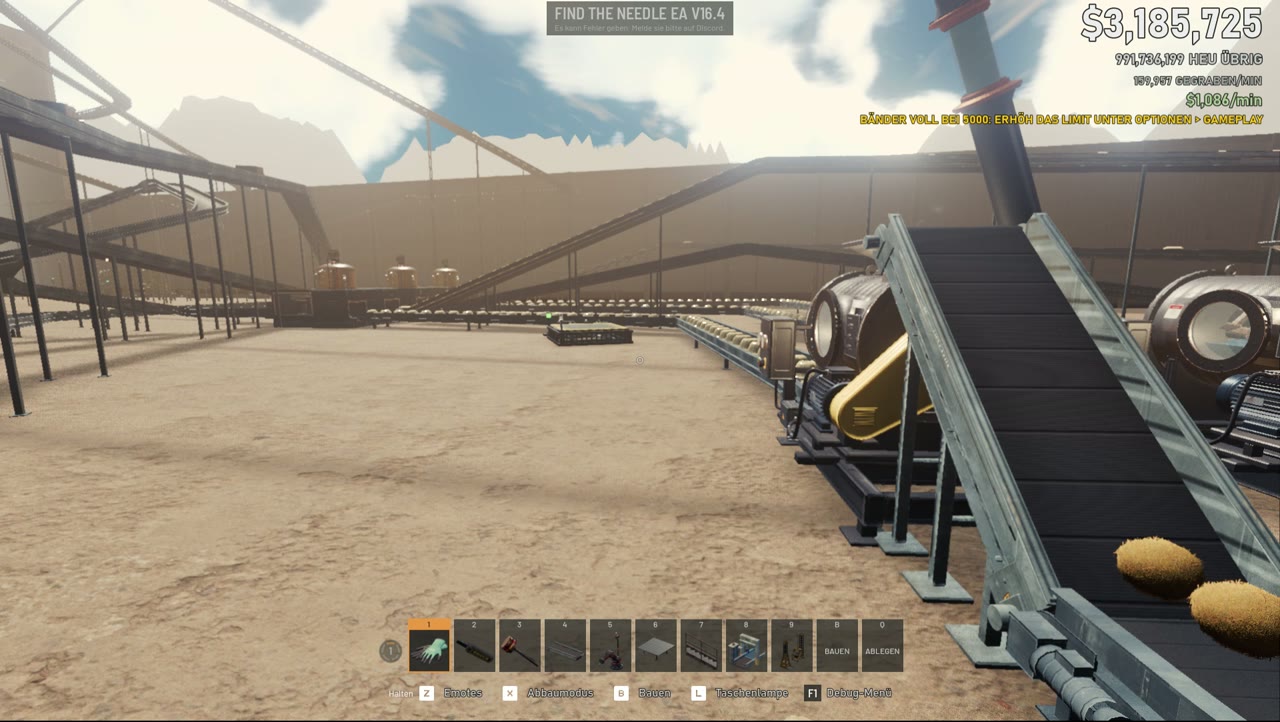 FIND THE NEEDLE EA V16.4
Es kann Fehler geben. Melde sie bitte auf Discord.
$3,185,725
991,736,199 HEU ÜBRIG
159,957 GEGRABEN/MIN
$1,086/min
BÄNDER VOLL BEI 5000: ERHÖH DAS LIMIT UNTER OPTIONEN > GAMEPLAY
1 2 3 4 5 6 7 8 9 B 0
1
BAUEN ABLEGEN
Halten Z Emotes X Abbaumodus B Bauen L Taschenlampe F1 Debug-Menü